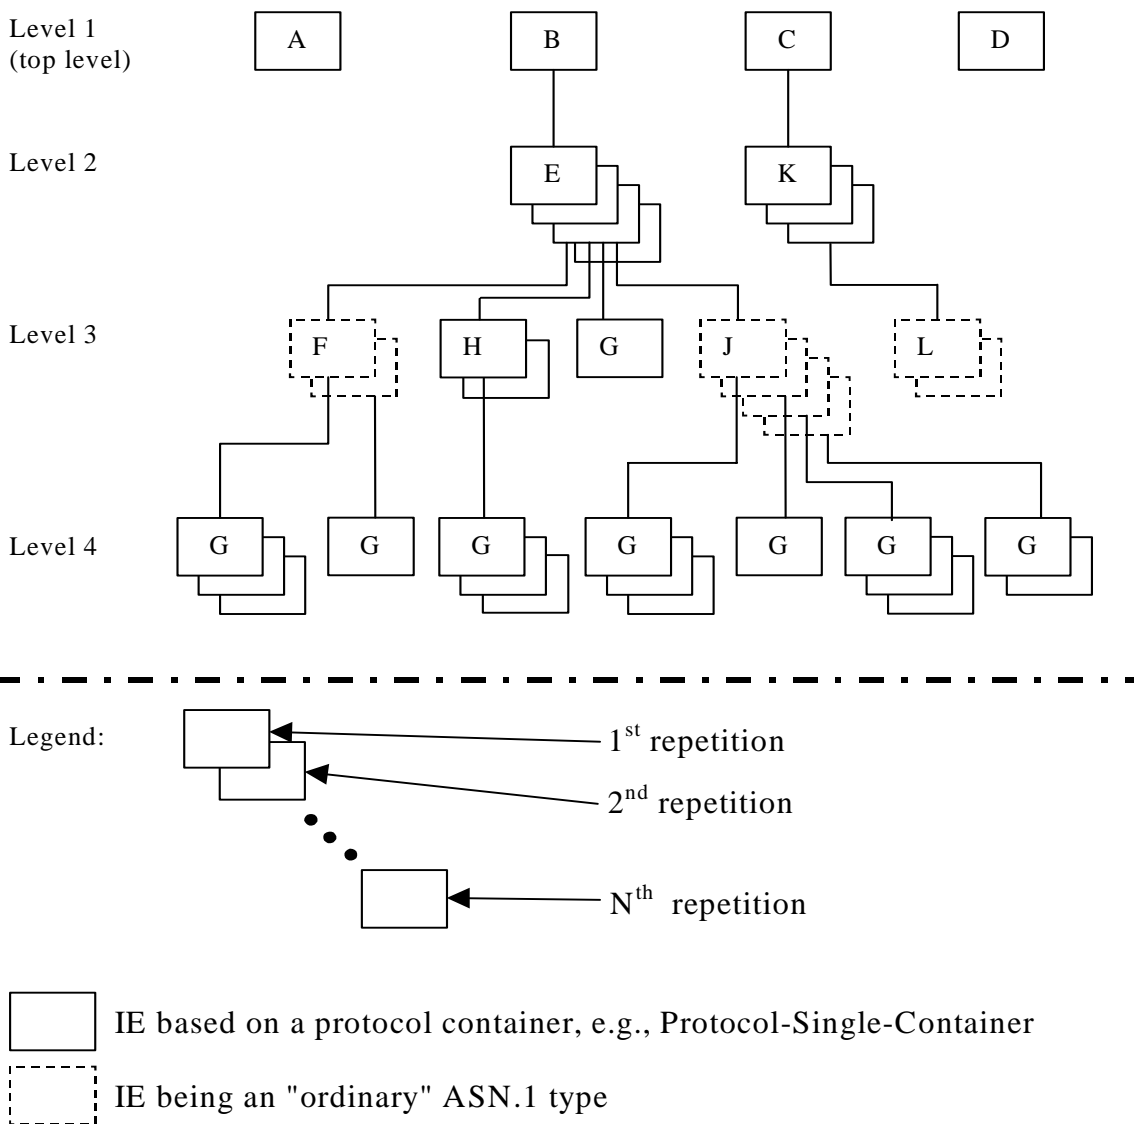 Level 1
(top level)
A B C D
Level 2
E K
Level 3
F H G J L
Level 4
G G G G G G G
Legend:
1st repetition
2nd repetition
Nth repetition
IE based on a protocol container, e.g., Protocol-Single-Container
IE being an "ordinary" ASN.1 type